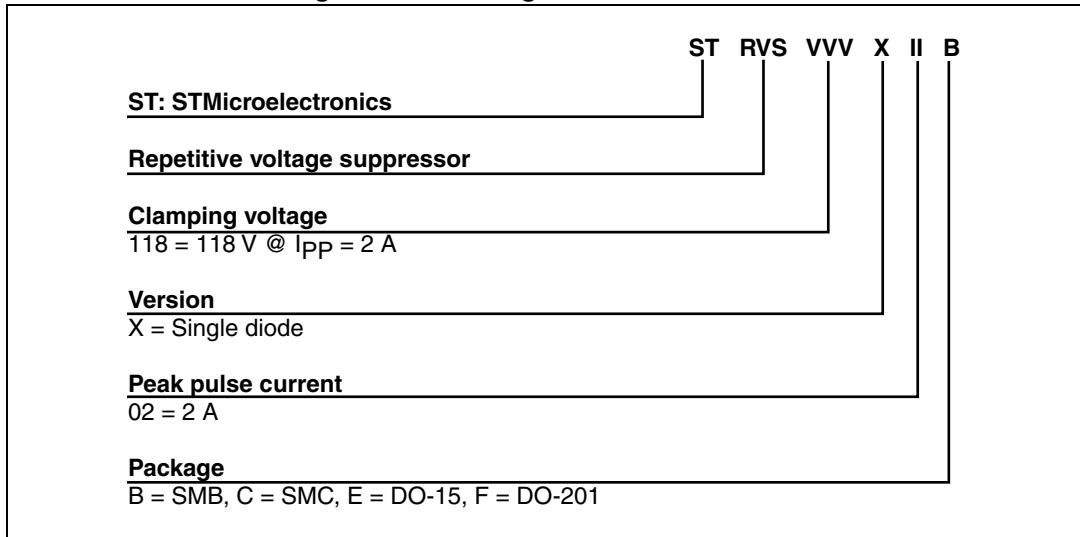 ST RVS VVV X II B
ST: STMicroelectronics
Repetitive voltage suppressor
Clamping voltage
118 = 118 V @ IPP = 2 A
Version
X = Single diode
Peak pulse current
02 = 2 A
Package
B = SMB, C = SMC, E = DO-15, F = DO-201